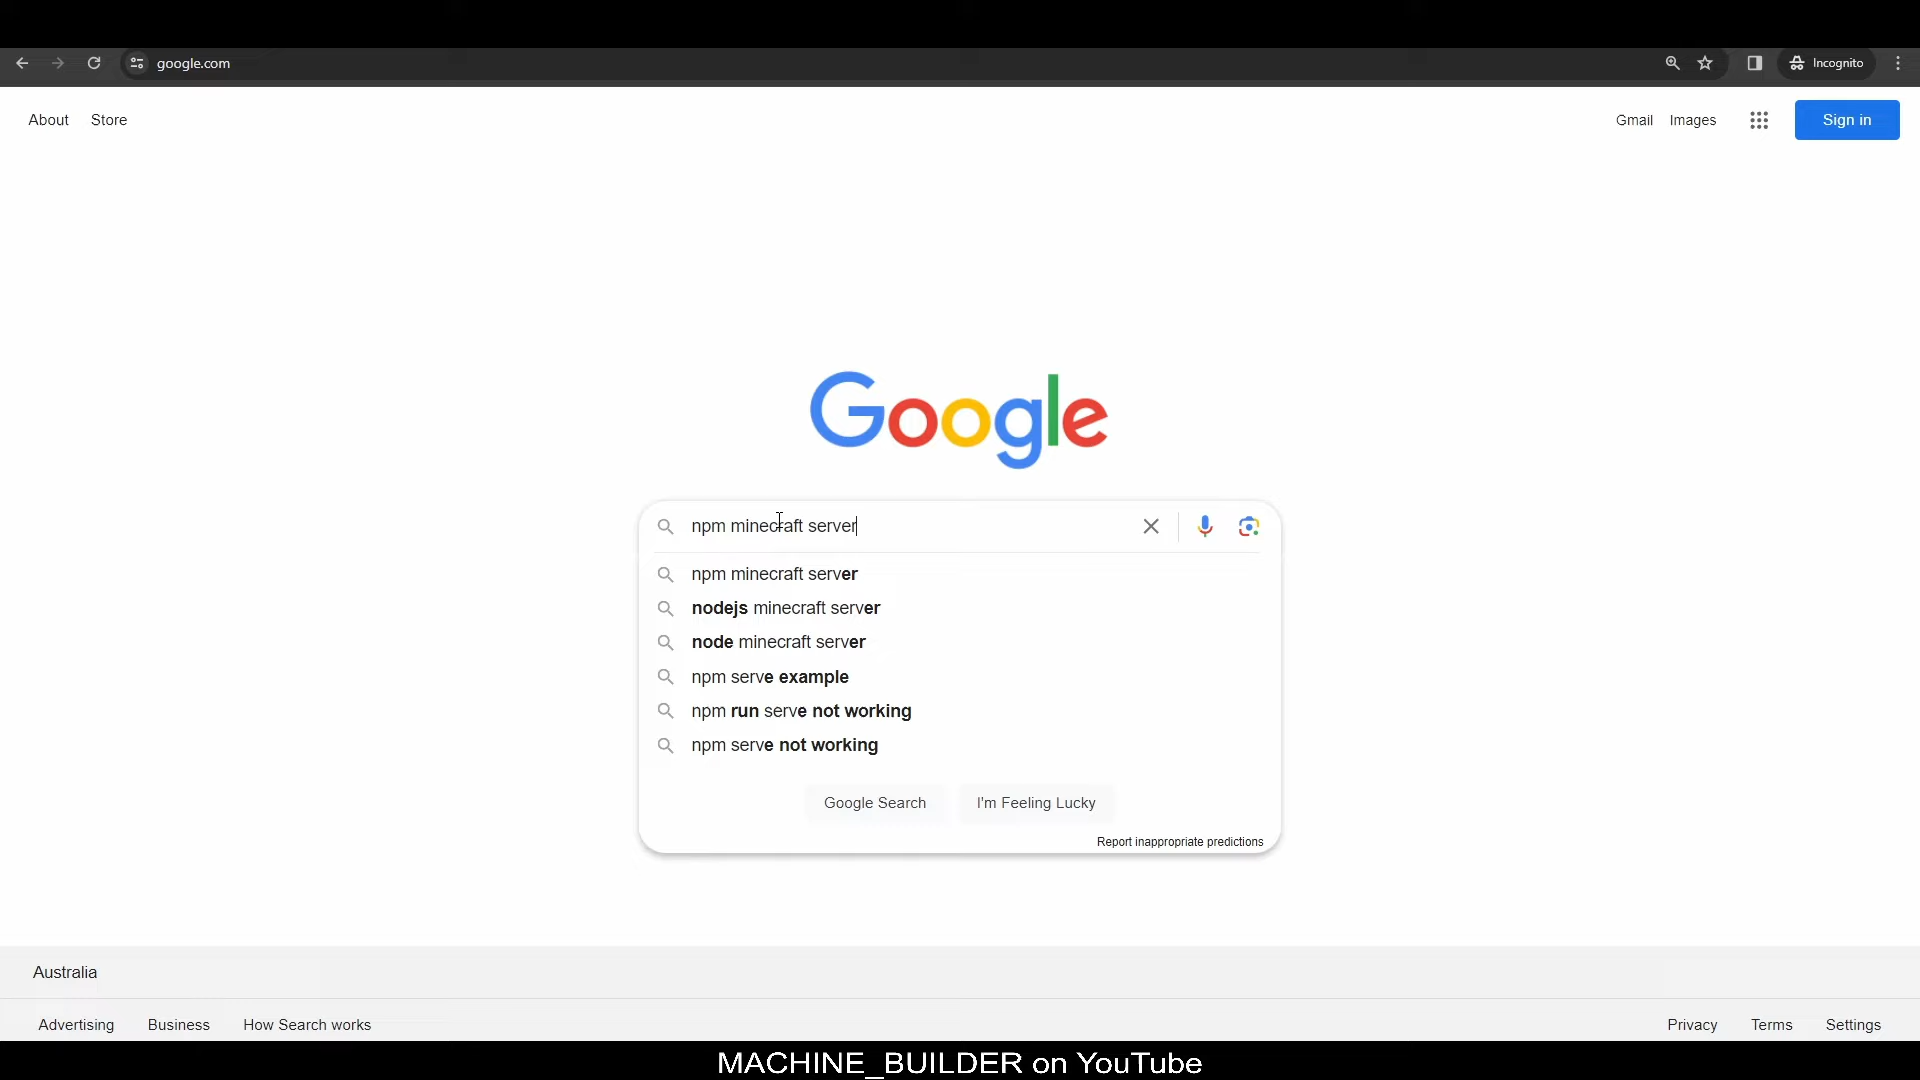 google.com
Incognito
About Store
Gmail Images
Sign in
Google
npm minecraft server
npm minecraft server
nodejs minecraft server
node minecraft server
npm serve example
npm run serve not working
npm serve not working
Google Search
I'm Feeling Lucky
Report inappropriate predictions
Australia
Advertising Business How Search works
Privacy Terms Settings
MACHINE_BUILDER on YouTube